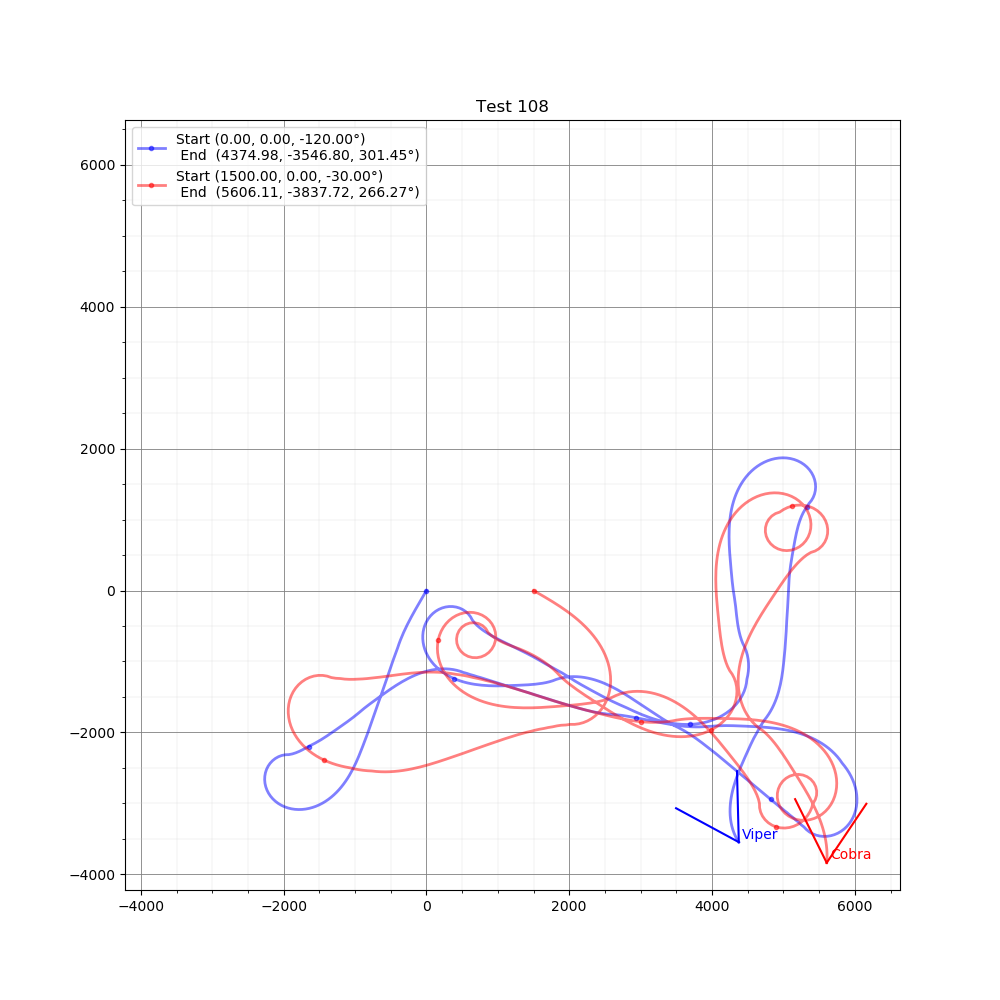 Test 108
Start (0.00, 0.00, -120.00°)
End  (4374.98, -3546.80, 301.45°)
Start (1500.00, 0.00, -30.00°)
End  (5606.11, -3837.72, 266.27°)
6000
4000
2000
0
−2000
−4000
Viper
Cobra
−4000
−2000
0
2000
4000
6000